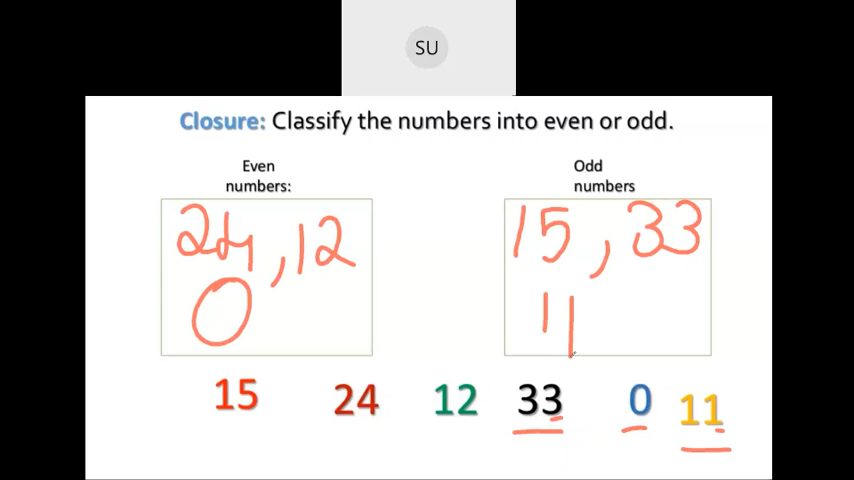 SU
Closure: Classify the numbers into even or odd.
Even
numbers:
Odd
numbers
24, 12
0
15, 33
11
15 24 12 33 0 11